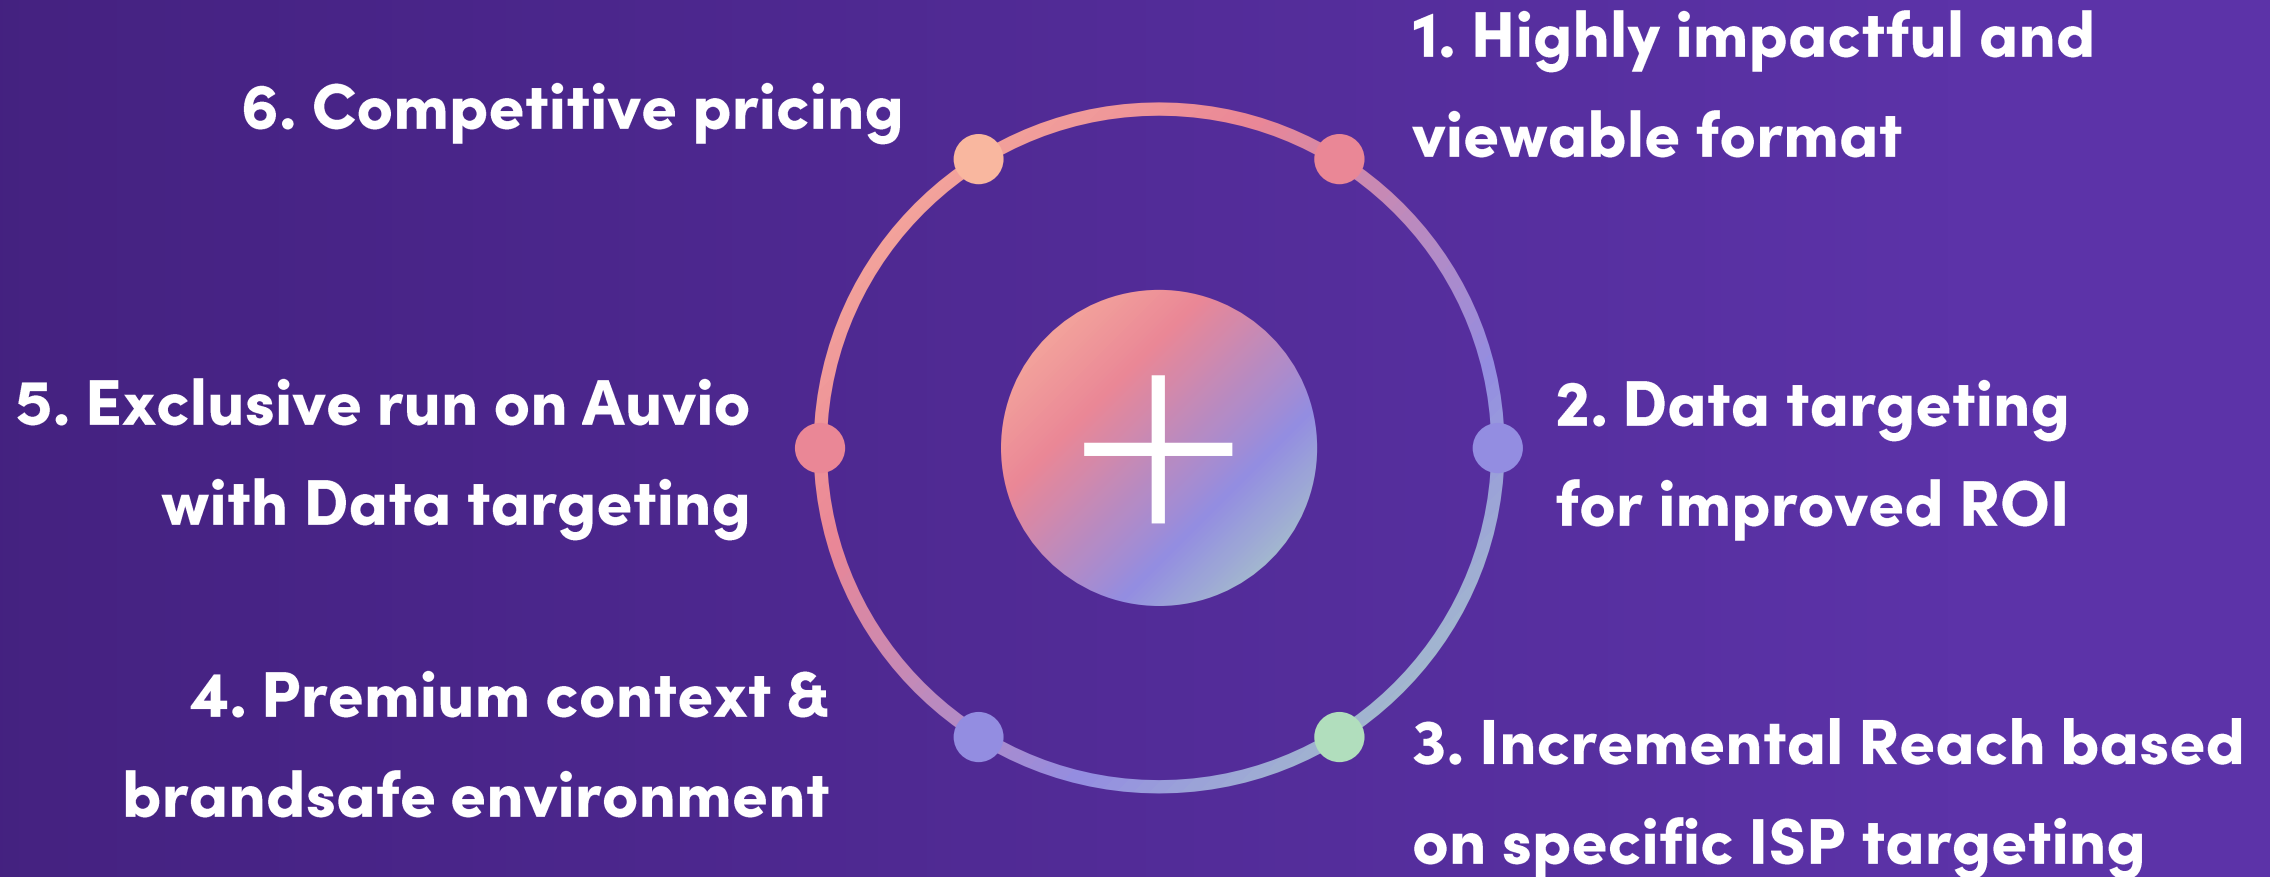 1. Highly impactful and
viewable format
2. Data targeting
for improved ROI
3. Incremental Reach based
on specific ISP targeting
4. Premium context &
brandsafe environment
5. Exclusive run on Auvio
with Data targeting
6. Competitive pricing